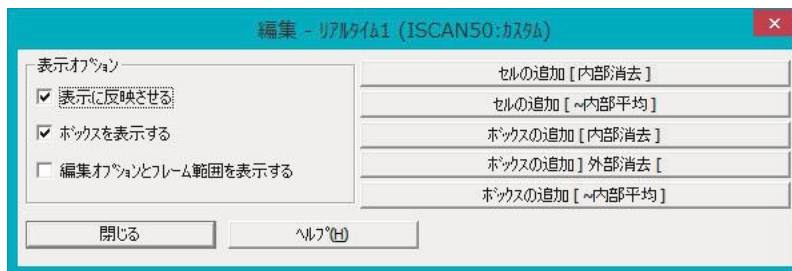 編集 - ﾘｱﾙﾀｲﾑ1 (ISCAN50:ｶｽﾀﾑ)
表示ｵﾌﾟｼｮﾝ
表示に反映させる
ﾎﾞｯｸｽを表示する
編集ｵﾌﾟｼｮﾝとﾌﾚｰﾑ範囲を表示する
ｾﾙの追加 [ 内部消去 ]
ｾﾙの追加 [ ~内部平均 ]
ﾎﾞｯｸｽの追加 [ 内部消去 ]
ﾎﾞｯｸｽの追加 ] 外部消去 [
ﾎﾞｯｸｽの追加 [ ~内部平均 ]
閉じる
ﾍﾙﾌﾟ(H)